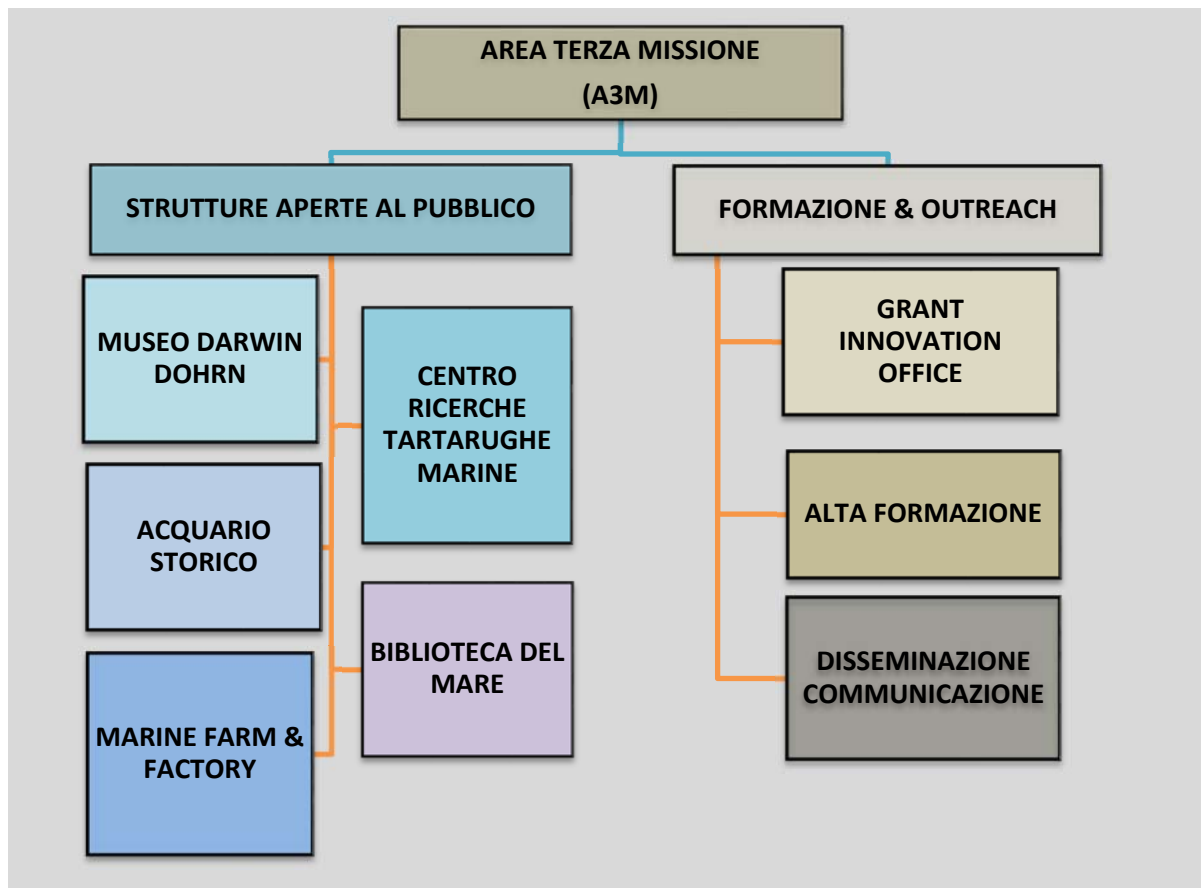 AREA TERZA MISSIONE
(A3M)
STRUTTURE APERTE AL PUBBLICO
FORMAZIONE & OUTREACH
MUSEO DARWIN
DOHRN
CENTRO
RICERCHE
TARTARUGHE
MARINE
ACQUARIO
STORICO
BIBLIOTECA DEL
MARE
MARINE FARM &
FACTORY
GRANT
INNOVATION
OFFICE
ALTA FORMAZIONE
DISSEMINAZIONE
COMMUNICAZIONE